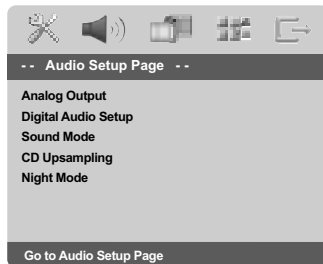 - - Audio Setup Page - -
Analog Output
Digital Audio Setup
Sound Mode
CD Upsampling
Night Mode
Go to Audio Setup Page